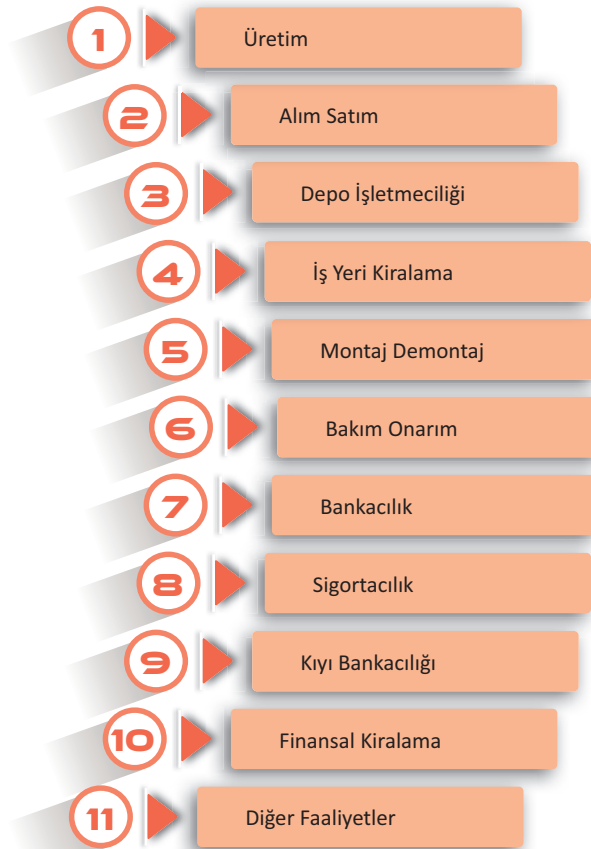 1 Üretim
2 Alım Satım
3 Depo İşletmeciliği
4 İş Yeri Kiralama
5 Montaj Demontaj
6 Bakım Onarım
7 Bankacılık
8 Sigortacılık
9 Kıyı Bankacılığı
10 Finansal Kiralama
11 Diğer Faaliyetler